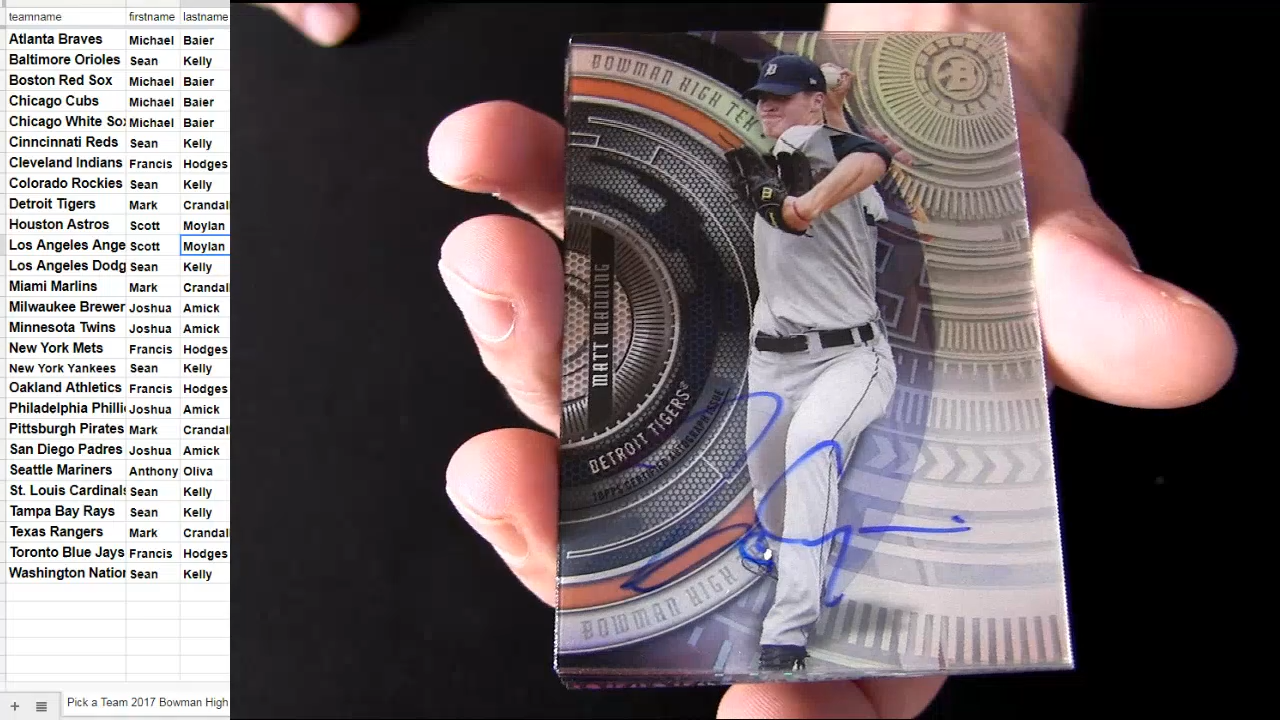 teamname firstname lastname
Atlanta Braves Michael Baier
Baltimore Orioles Sean Kelly
Boston Red Sox Michael Baier
Chicago Cubs Michael Baier
Chicago White Sox Michael Baier
Cinncinnati Reds Sean Kelly
Cleveland Indians Francis Hodges
Colorado Rockies Sean Kelly
Detroit Tigers Mark Crandal
Houston Astros Scott Moylan
Los Angeles Ange Scott Moylan
Los Angeles Dodg Sean Kelly
Miami Marlins Mark Crandal
Milwaukee Brewer Joshua Amick
Minnesota Twins Joshua Amick
New York Mets Francis Hodges
New York Yankees Sean Kelly
Oakland Athletics Francis Hodges
Philadelphia Philli Joshua Amick
Pittsburgh Pirates Mark Crandal
San Diego Padres Joshua Amick
Seattle Mariners Anthony Oliva
St. Louis Cardinals Sean Kelly
Tampa Bay Rays Sean Kelly
Texas Rangers Mark Crandal
Toronto Blue Jays Francis Hodges
Washington Nation Sean Kelly
Pick a Team 2017 Bowman High
BOWMAN HIGH TEK
B
D
MATT MANNING
DETROIT TIGERS®
TOPPS CERTIFIED AUTOGRAPH ISSUE
BOWMAN HIGH